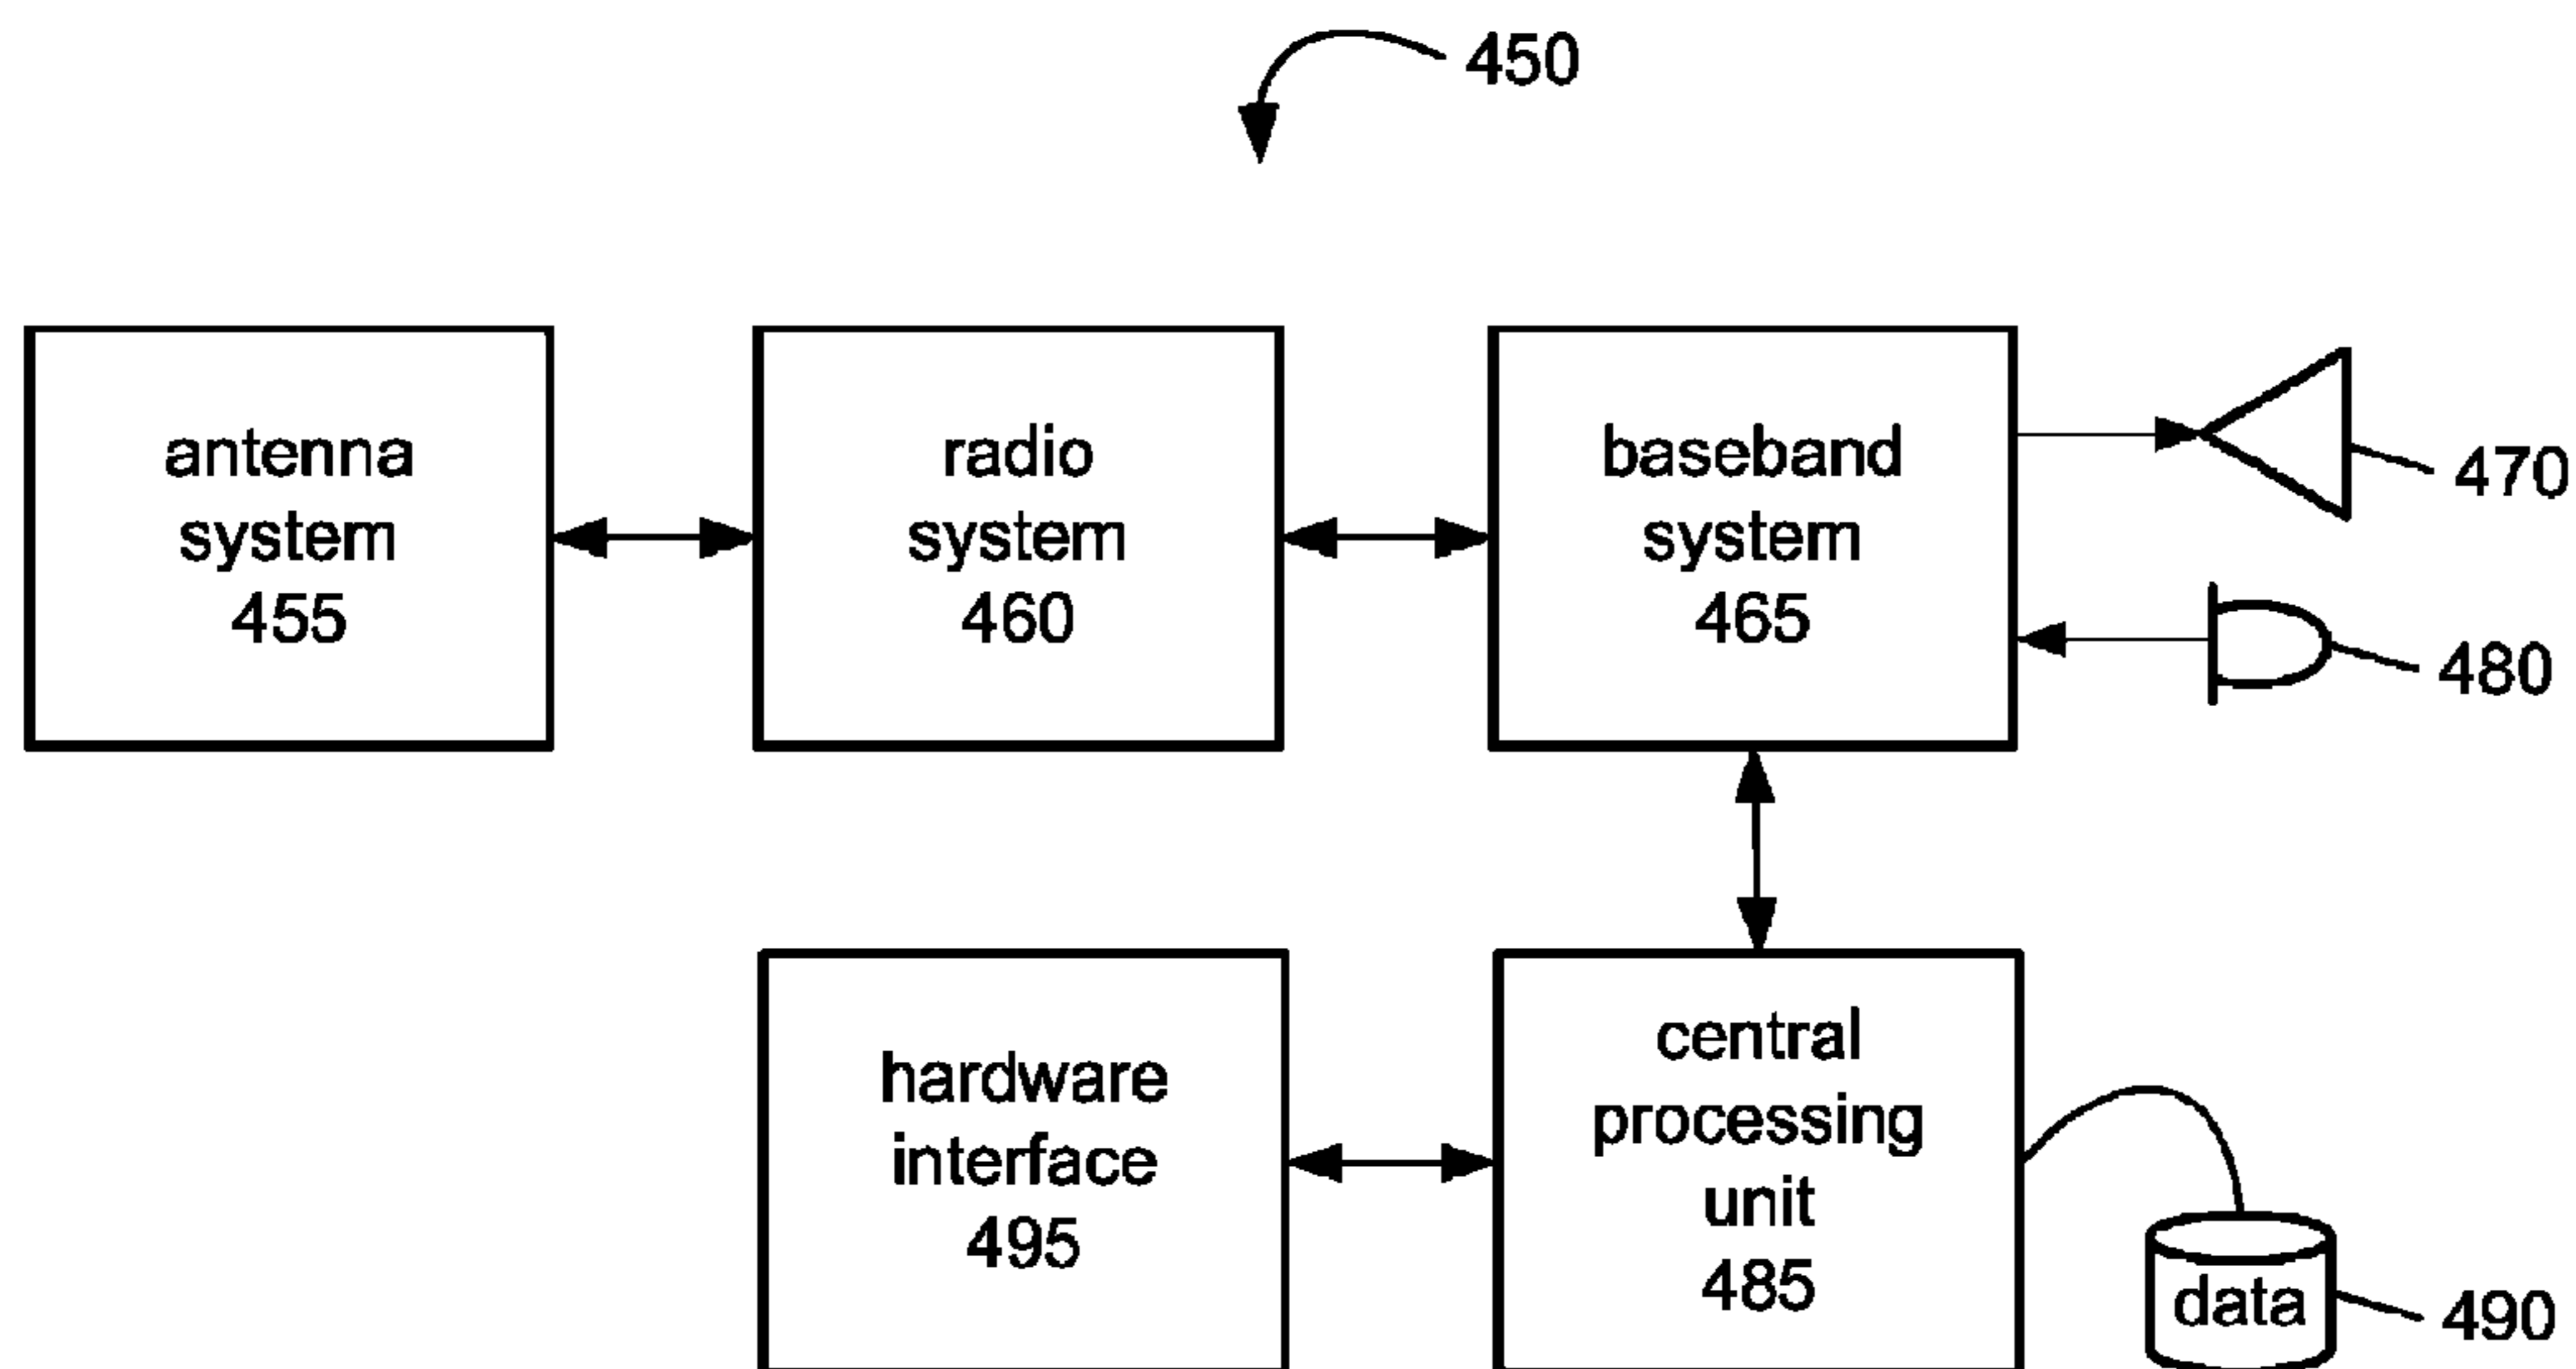 450
antenna
system
455
radio
system
460
baseband
system
465
470
480
hardware
interface
495
central
processing
unit
485
data
490